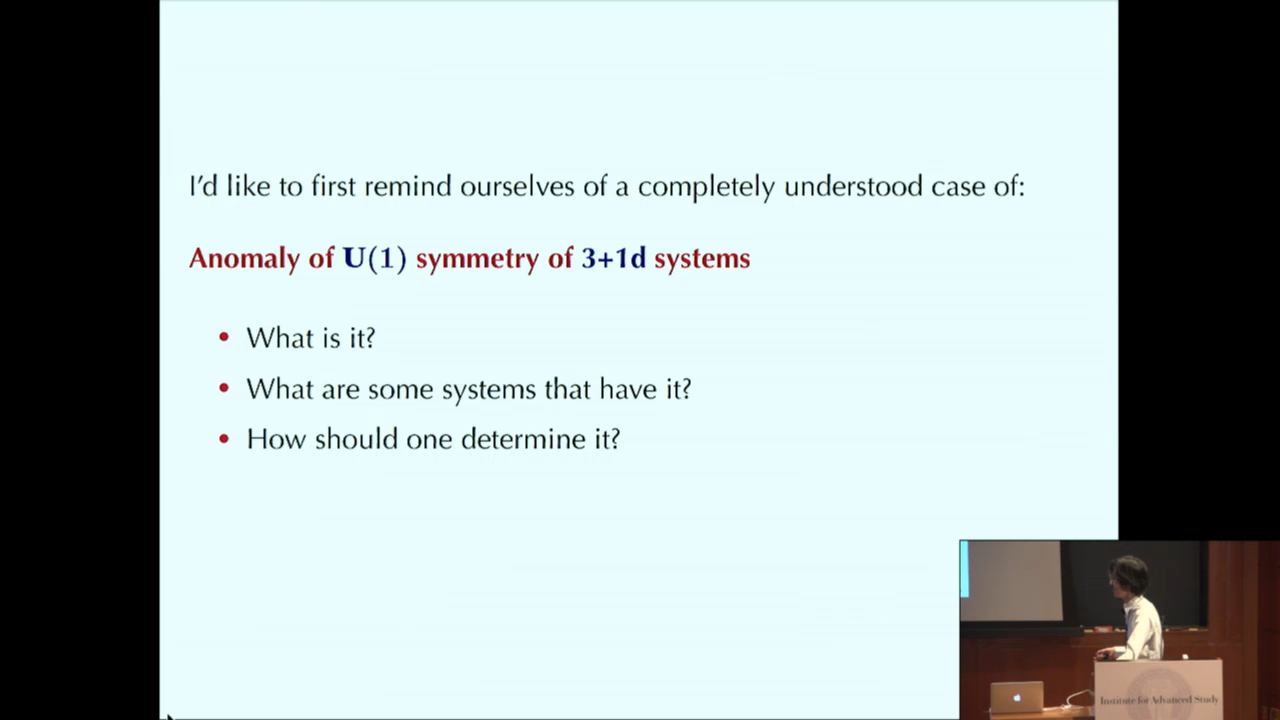 I'd like to first remind ourselves of a completely understood case of:
Anomaly of U(1) symmetry of 3+1d systems
• What is it?
• What are some systems that have it?
• How should one determine it?
Institute for Advanced Study